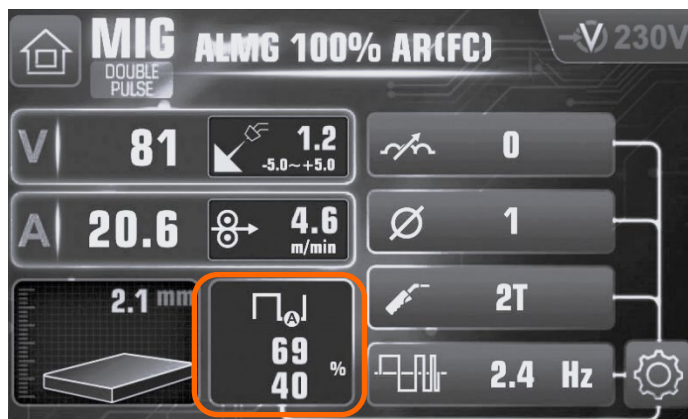 MIG
DOUBLE
PULSE
ALMG 100% AR(FC)
V 230V
V 81
1.2
-5.0~+5.0
0
A 20.6
4.6
m/min
1
2.1 mm
A
69
40
%
2T
2.4 Hz